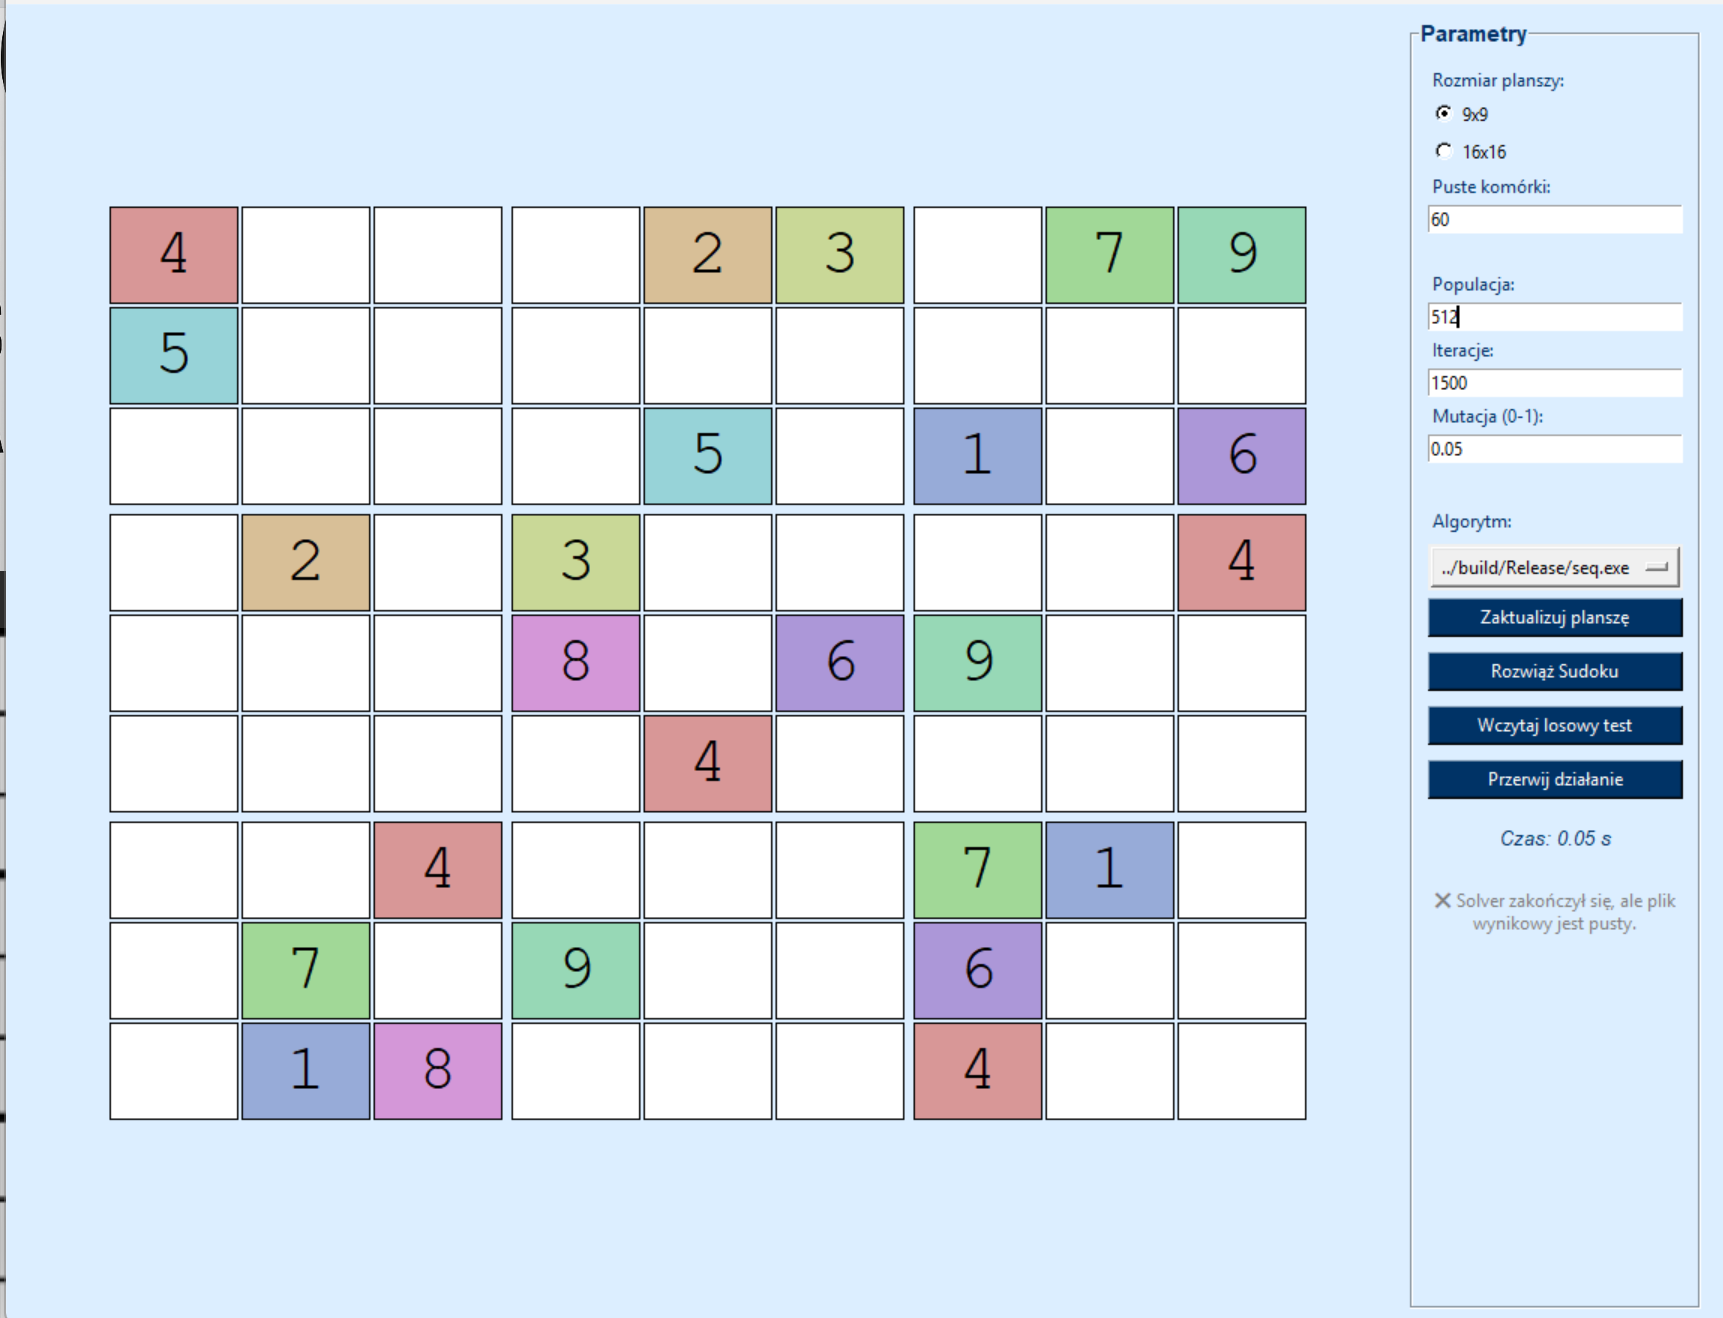 4 2 3 7 9
5
5 1 6
2 3 4
8 6 9
4
4 7 1
7 9 6
1 8 4
Parametry
Rozmiar planszy:
9x9
16x16
Puste komórki:
60
Populacja:
512
Iteracje:
1500
Mutacja (0-1):
0.05
Algorytm:
../build/Release/seq.exe
Zaktualizuj planszę
Rozwiąż Sudoku
Wczytaj losowy test
Przerwij działanie
Czas: 0.05 s
✕ Solver zakończył się, ale plik
wynikowy jest pusty.